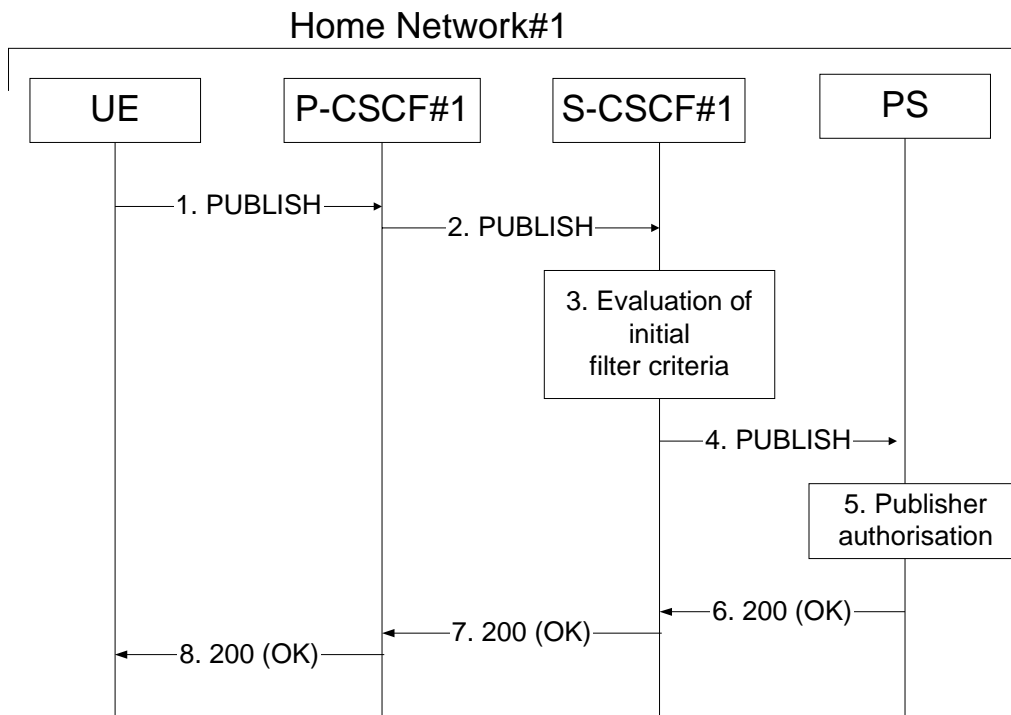 Home Network#1
UE
P-CSCF#1
S-CSCF#1
PS
1. PUBLISH
2. PUBLISH
3. Evaluation of
initial
filter criteria
4. PUBLISH
5. Publisher
authorisation
6. 200 (OK)
7. 200 (OK)
8. 200 (OK)